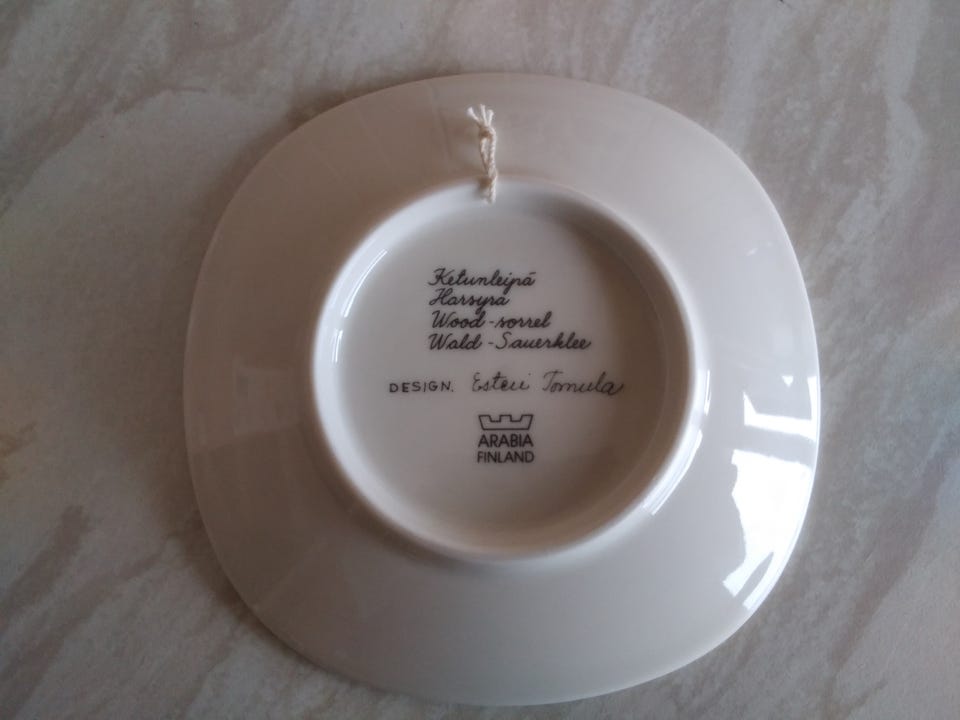 Ketunleipä
Harsyra
Wood-sorrel
Wald-Sauerklee
DESIGN. Esteri Tomula
ARABIA
FINLAND